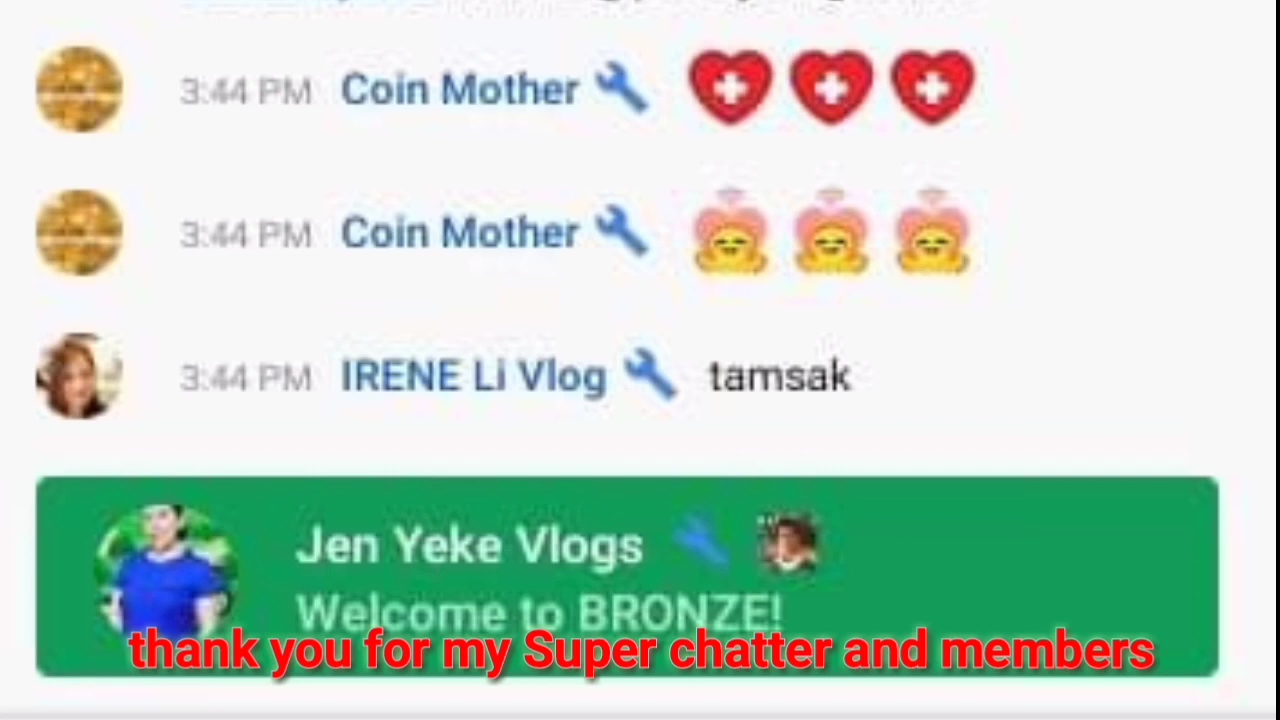 3:44 PM Coin Mother
3:44 PM Coin Mother
3:44 PM IRENE Li Vlog tamsak
Jen Yeke Vlogs
Welcome to BRONZE!
thank you for my Super chatter and members